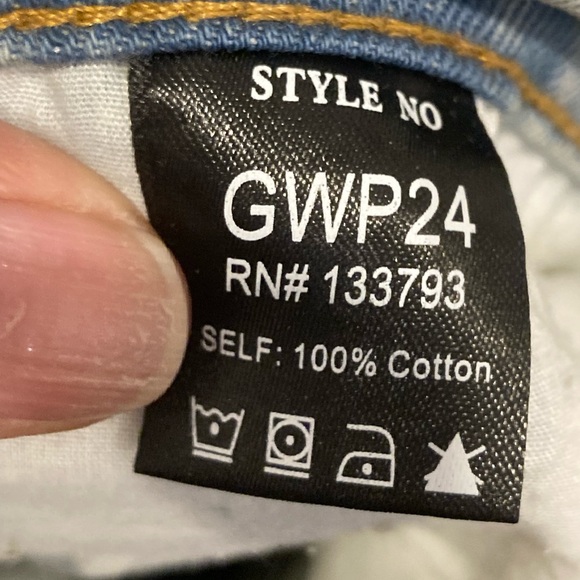 STYLE NO
GWP24
RN# 133793
SELF: 100% Cotton